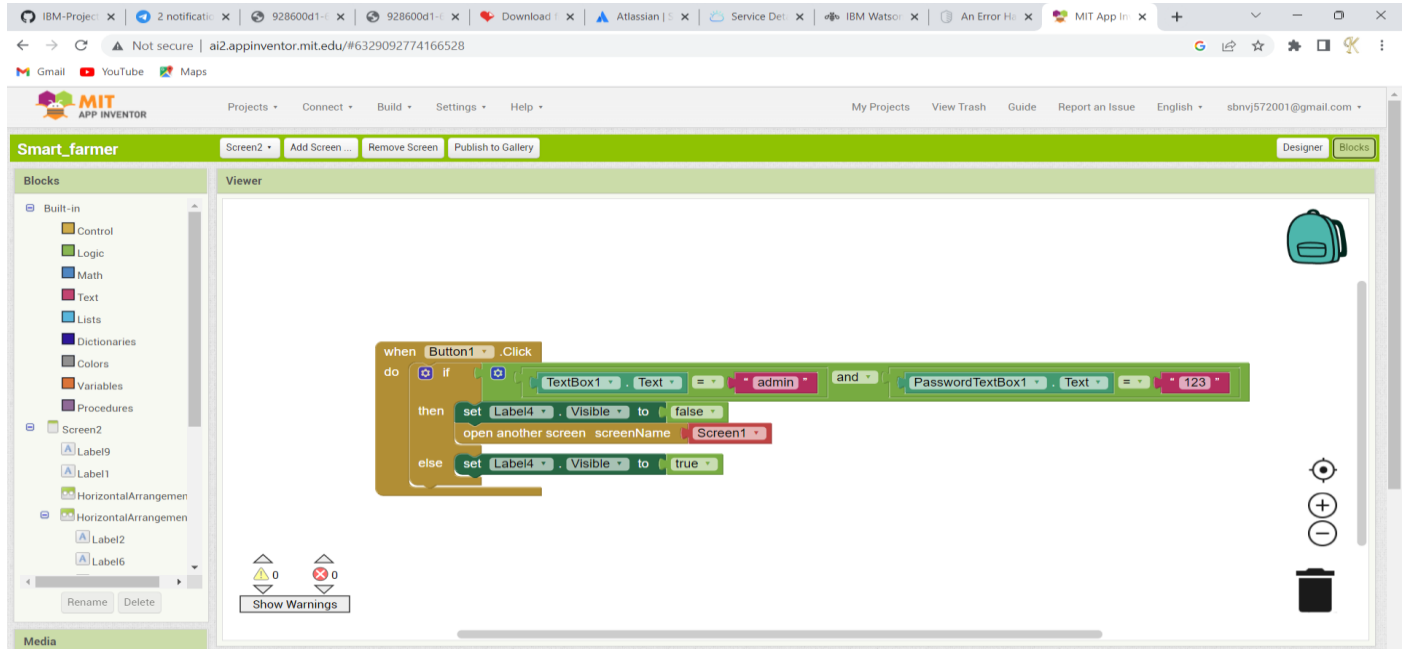 IBM-Project
2 notificatio
928600d1-6
928600d1-6
Download f
Atlassian | S
Service Deta
IBM Watson
An Error Ha
MIT App In
Not secure | ai2.appinventor.mit.edu/#6329092774166528
G
Gmail YouTube Maps
MIT
APP INVENTOR
Projects Connect Build Settings Help My Projects View Trash Guide Report an Issue English sbnvj572001@gmail.com
Smart_farmer Screen2 Add Screen ... Remove Screen Publish to Gallery Designer Blocks
Blocks Viewer
Built-in
Control
Logic
Math
Text
Lists
Dictionaries
Colors
Variables
Procedures
Screen2
Label9
Label1
HorizontalArrangemen
HorizontalArrangemen
Label2
Label6
Rename Delete
Media
when Button1 .Click
do if TextBox1 . Text = " admin " and PasswordTextBox1 . Text = " 123 "
then set Label4 . Visible to false
open another screen screenName Screen1
else set Label4 . Visible to true
0 0
Show Warnings